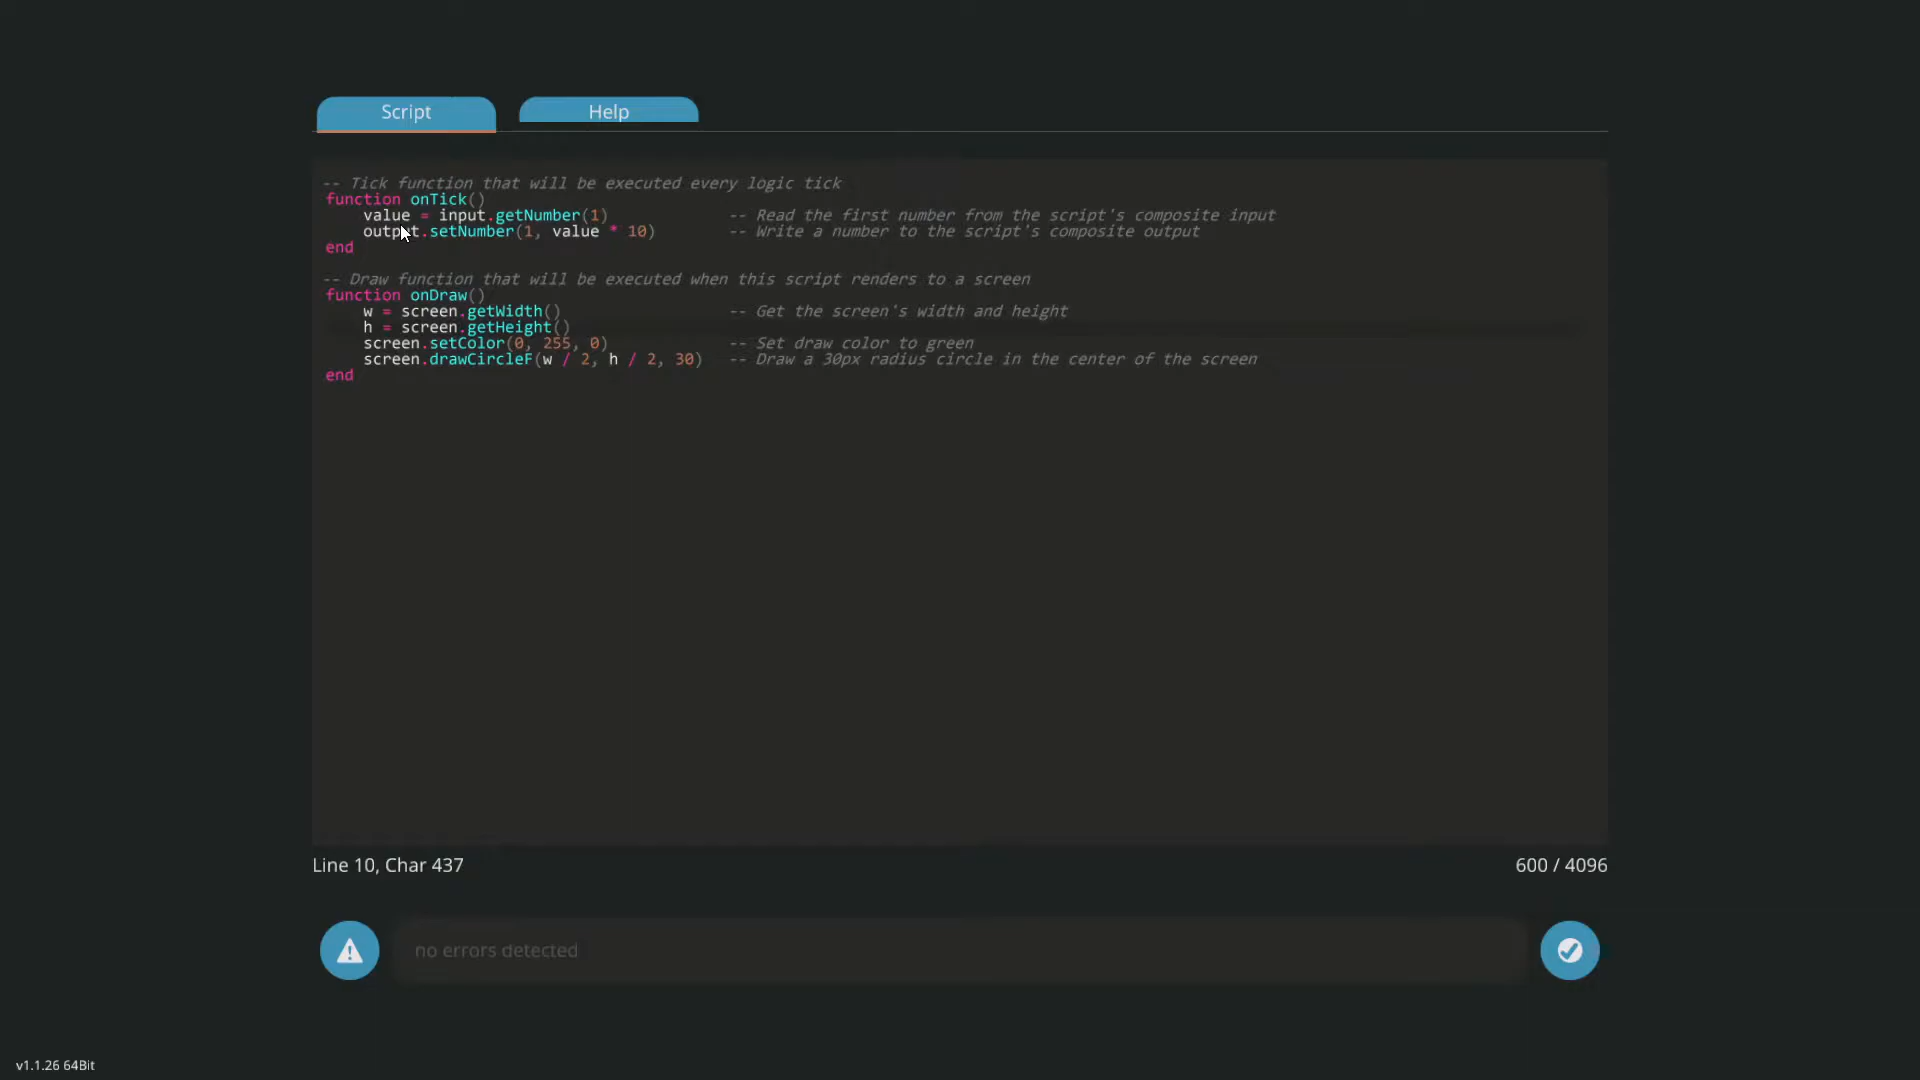 Script
Help
-- Tick function that will be executed every logic tick
function onTick()
    value = input.getNumber(1)             -- Read the first number from the script's composite input
    output.setNumber(1, value * 10)        -- Write a number to the script's composite output
end
-- Draw function that will be executed when this script renders to a screen
function onDraw()
    w = screen.getWidth()                  -- Get the screen's width and height
    h = screen.getHeight()
    screen.setColor(0, 255, 0)             -- Set draw color to green
    screen.drawCircleF(w / 2, h / 2, 30)   -- Draw a 30px radius circle in the center of the screen
end
Line 10, Char 437
600 / 4096
no errors detected
v1.1.26 64Bit